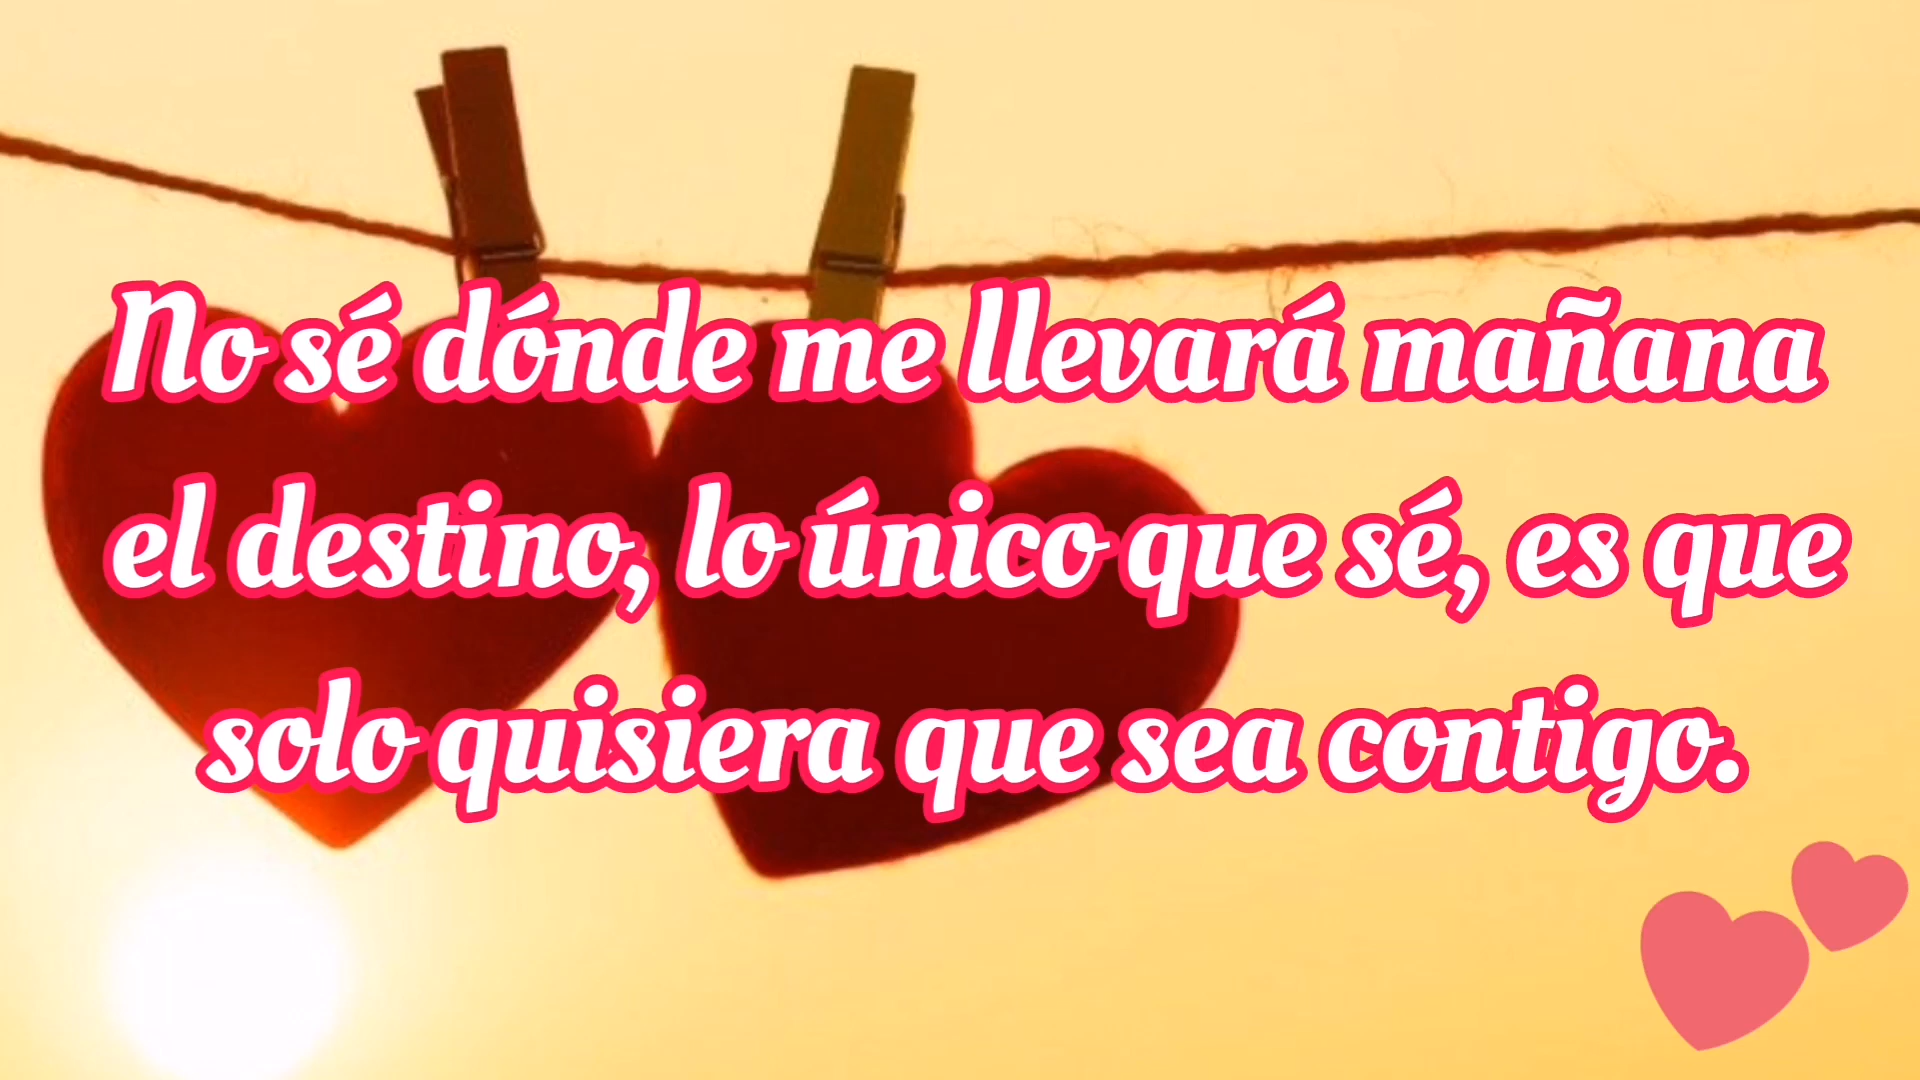 No sé dónde me llevará mañana
el destino, lo único que sé, es que
solo quisiera que sea contigo.